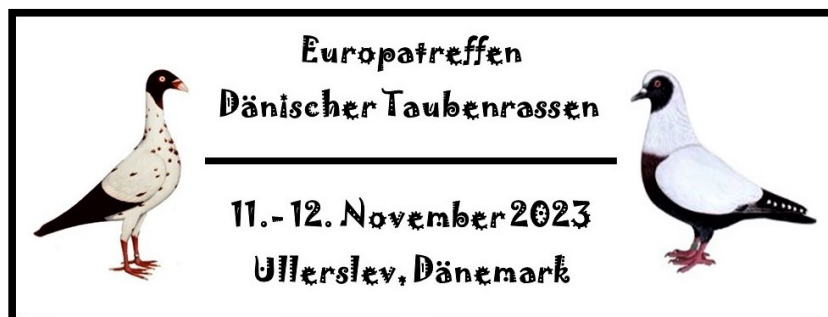 Europatreffen
Dänischer Taubenrassen
11.-12. November 2023
Ullerslev, Dänemark